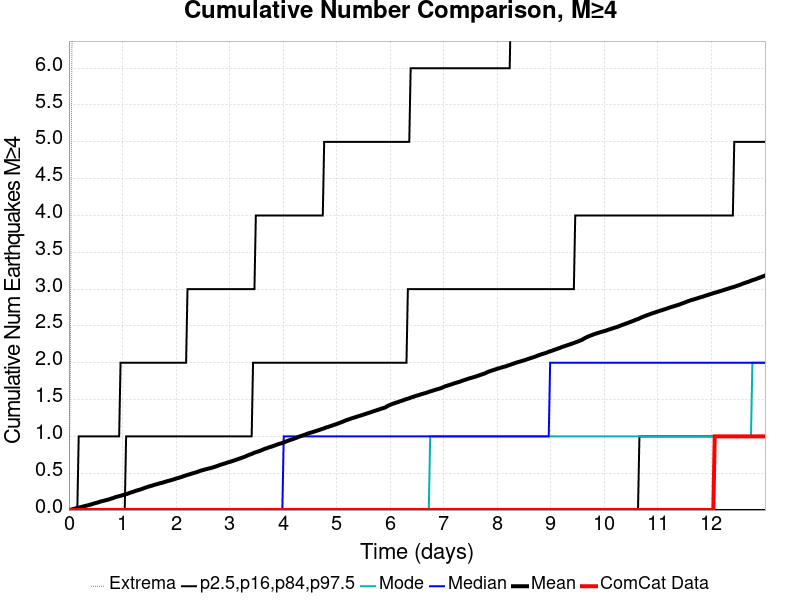 Cumulative Number Comparison, M≥4
Cumulative Num Earthquakes M≥4
6.0
5.5
5.0
4.5
4.0
3.5
3.0
2.5
2.0
1.5
1.0
0.5
0.0
0 1 2 3 4 5 6 7 8 9 10 11 12
Time (days)
Extrema p2.5,p16,p84,p97.5 Mode Median Mean ComCat Data